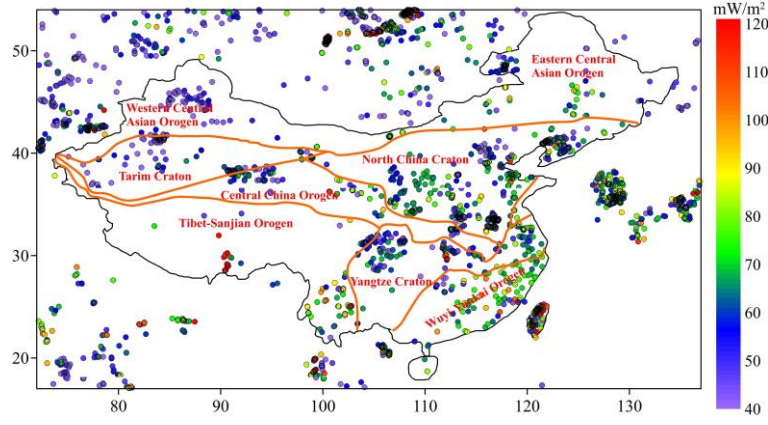 mW/m²
50
40
30
20
80
90
100
110
120
130
120
110
100
90
80
70
60
50
40
Eastern Central
Asian Orogen
Western Central
Asian Orogen
North China Craton
Tarim Craton
Central China Orogen
Tibet-Sanjian Orogen
Yangtze Craton
Orogen